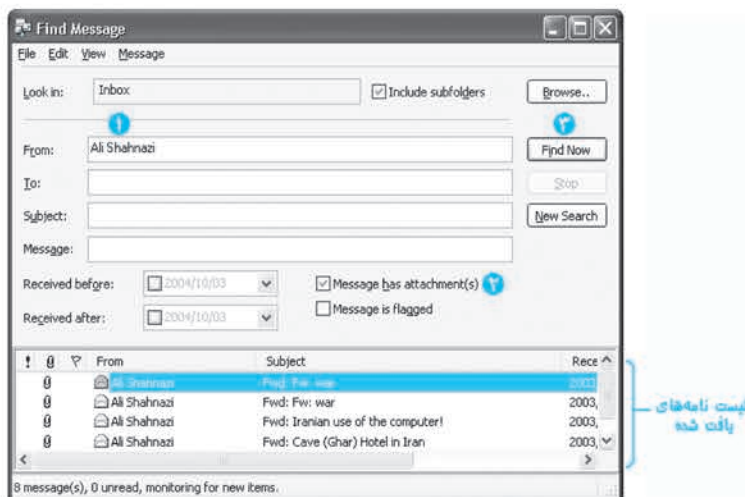 Find Message
File Edit View Message
Look in: Inbox Include subfolders Browse..
۱ ۳
From: Ali Shahnazi Find Now
To: Stop
Subject: New Search
Message:
Received before: 2004/10/03 Message has attachment(s) ۲
Received after: 2004/10/03 Message is flagged
! From Subject Rece
Ali Shahnazi Fwd: Fw: war 2003,
Ali Shahnazi Fwd: Fw: war 2003,
Ali Shahnazi Fwd: Iranian use of the computer! 2003,
Ali Shahnazi Fwd: Cave (Ghar) Hotel in Iran 2003,
8 message(s), 0 unread, monitoring for new items.
لیست نامه‌های
یافت شده